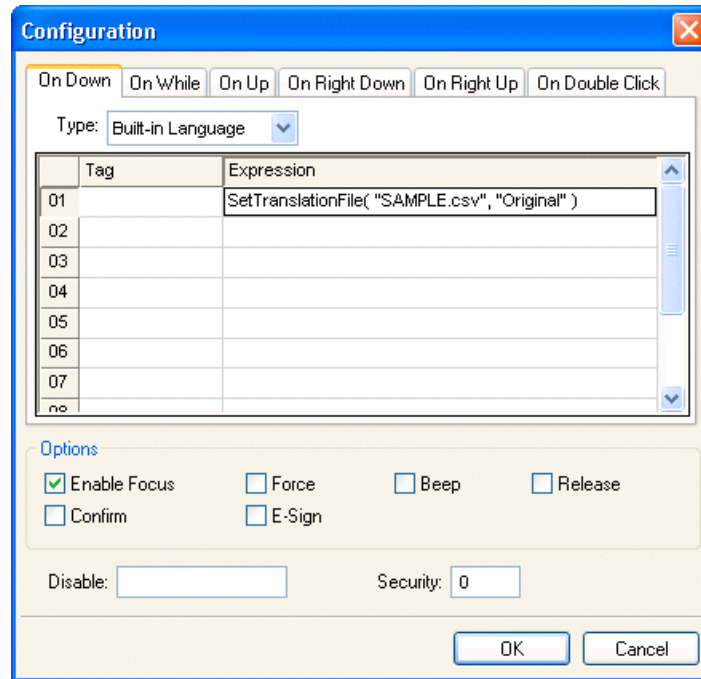 Configuration
On Down On While On Up On Right Down On Right Up On Double Click
Type: Built-in Language
Tag Expression
01 SetTranslationFile( "SAMPLE.csv", "Original" )
02
03
04
05
06
07
Options
Enable Focus Force Beep Release
Confirm E-Sign
Disable: Security: 0
OK Cancel